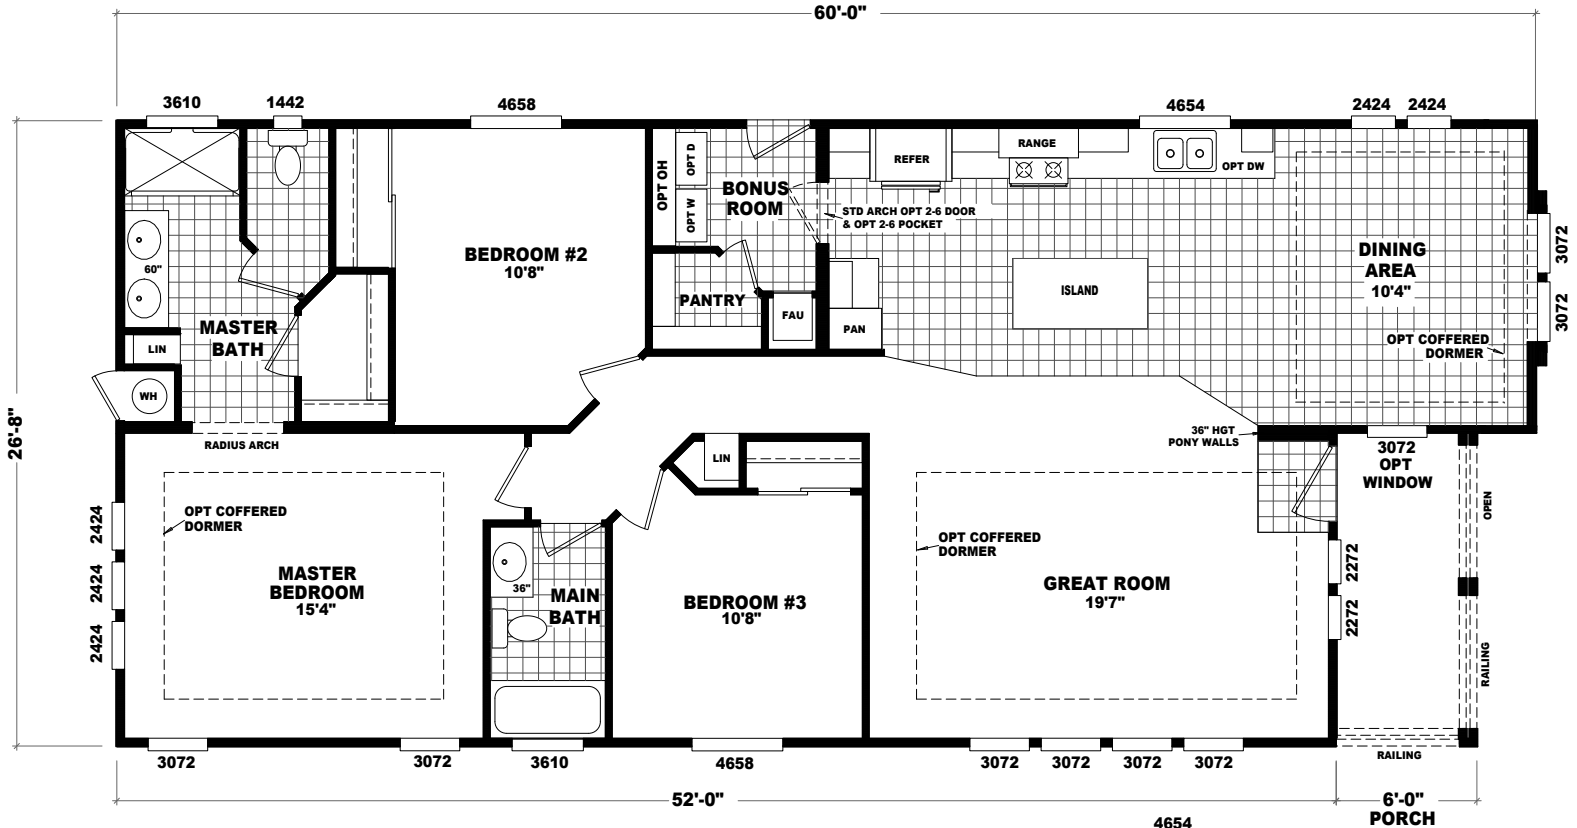 60'-0"
3610
1442
4658
4654
2424
2424
OPT OH
OPT D
OPT W
BONUS
ROOM
REFER
RANGE
OPT DW
STD ARCH OPT 2-6 DOOR
& OPT 2-6 POCKET
BEDROOM #2
10'8"
DINING
AREA
10'4"
3072
3072
60"
ISLAND
PANTRY
FAU
PAN
MASTER
BATH
LIN
OPT COFFERED
DORMER
WH
26'-8"
RADIUS ARCH
36" HGT
PONY WALLS
3072
OPT
WINDOW
LIN
OPEN
2424
2424
2424
OPT COFFERED
DORMER
OPT COFFERED
DORMER
MASTER
BEDROOM
15'4"
36"
MAIN
BATH
BEDROOM #3
10'8"
GREAT ROOM
19'7"
2272
2272
RAILING
RAILING
3072
3072
3610
4658
3072
3072
3072
3072
52'-0"
6'-0"
PORCH
4654